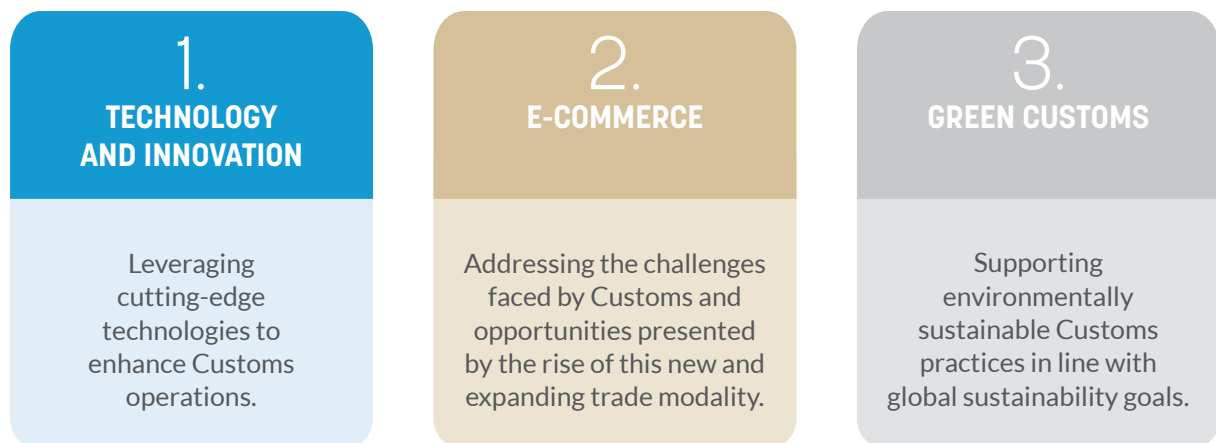 1.
TECHNOLOGY
AND INNOVATION
Leveraging
cutting-edge
technologies to
enhance Customs
operations.
2.
E-COMMERCE
Addressing the challenges
faced by Customs and
opportunities presented
by the rise of this new and
expanding trade modality.
3.
GREEN CUSTOMS
Supporting
environmentally
sustainable Customs
practices in line with
global sustainability goals.